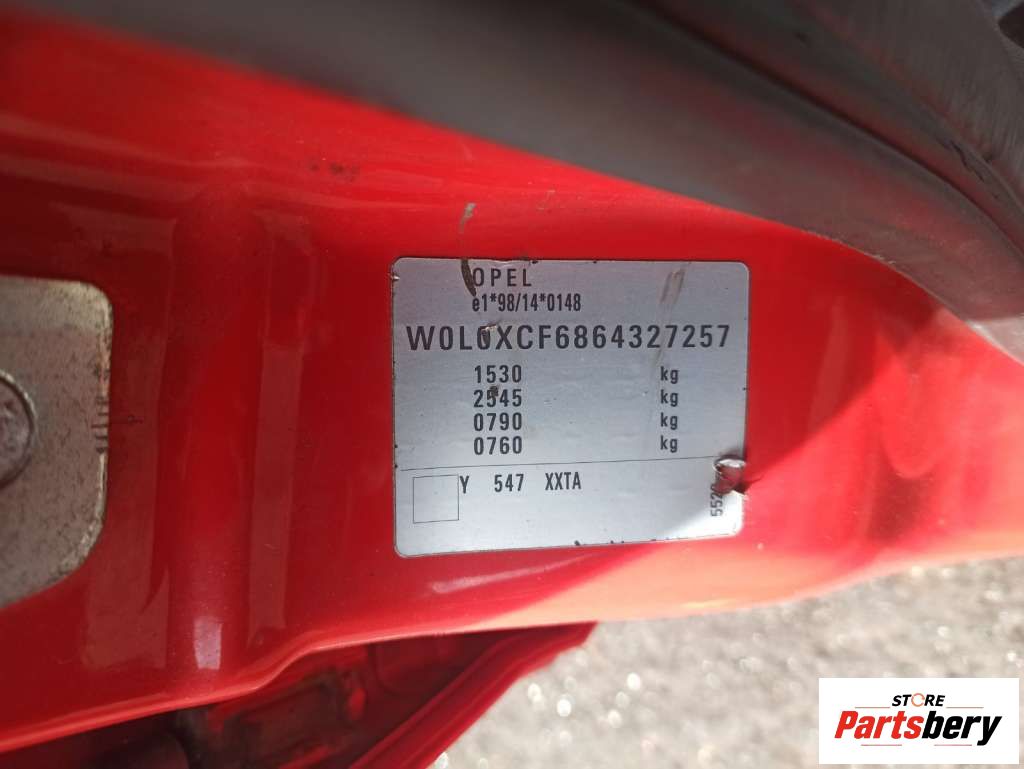 OPEL
e1*98/14*0148
W0L0XCF6864327257
1530 kg
2545 kg
0790 kg
0760 kg
Y 547 XXTA
STORE
Partsbery